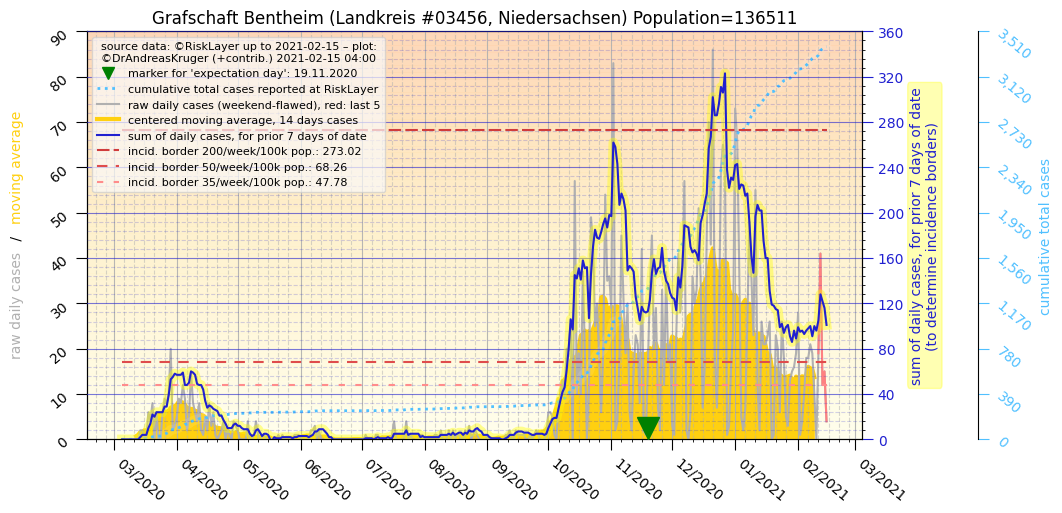 Grafschaft Bentheim (Landkreis #03456, Niedersachsen) Population=136511
source data: ©RiskLayer up to 2021-02-15 – plot:
©DrAndreasKruger (+contrib.) 2021-02-15 04:00
marker for 'expectation day': 19.11.2020
cumulative total cases reported at RiskLayer
raw daily cases (weekend-flawed), red: last 5
centered moving average, 14 days cases
sum of daily cases, for prior 7 days of date
incid. border 200/week/100k pop.: 273.02
incid. border 50/week/100k pop.: 68.26
incid. border 35/week/100k pop.: 47.78
raw daily cases / moving average
90
80
70
60
50
40
30
20
10
0
03/2020
04/2020
05/2020
06/2020
07/2020
08/2020
09/2020
10/2020
11/2020
12/2020
01/2021
02/2021
03/2021
360
320
280
240
200
160
120
80
40
0
sum of daily cases, for prior 7 days of date
(to determine incidence borders)
3,510
3,120
2,730
2,340
1,950
1,560
1,170
780
390
0
cumulative total cases